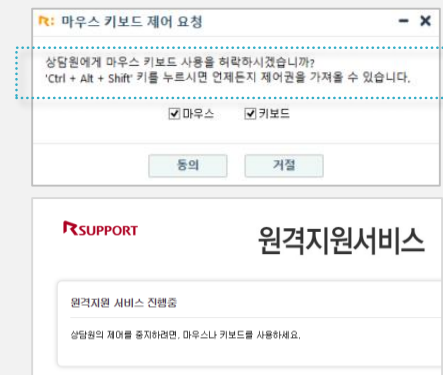 R: 마우스 키보드 제어 요청
상담원에게 마우스 키보드 사용을 허락하시겠습니까?
'Ctrl + Alt + Shift' 키를 누르시면 언제든지 제어권을 가져올 수 있습니다.
마우스 키보드
동의 거절
RSUPPORT 원격지원서비스
원격지원 서비스 진행중
상담원의 제어를 중지하려면, 마우스나 키보드를 사용하세요.